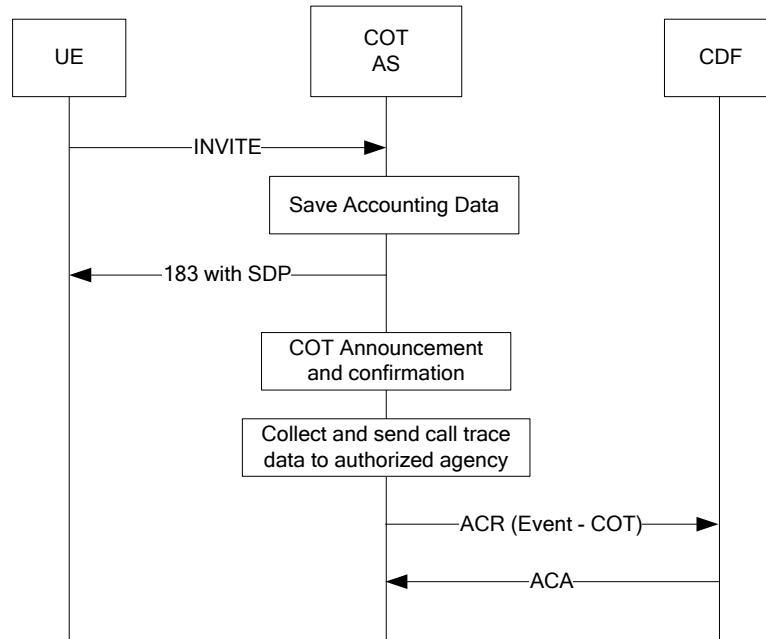 UE
COT
AS
CDF
INVITE
Save Accounting Data
183 with SDP
COT Announcement
and confirmation
Collect and send call trace
data to authorized agency
ACR (Event - COT)
ACA